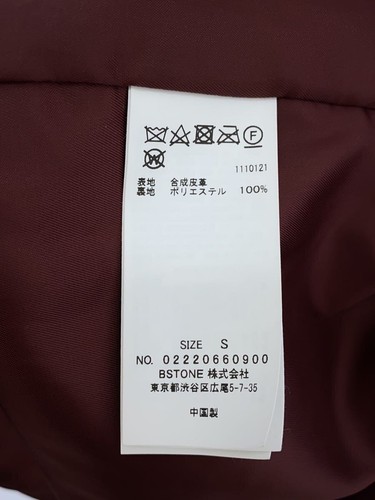 F
W
1110121
表地 合成皮革
裏地 ポリエステル 100%
SIZE S
NO. 02220660900
BSTONE 株式会社
東京都渋谷区広尾5-7-35
中国製